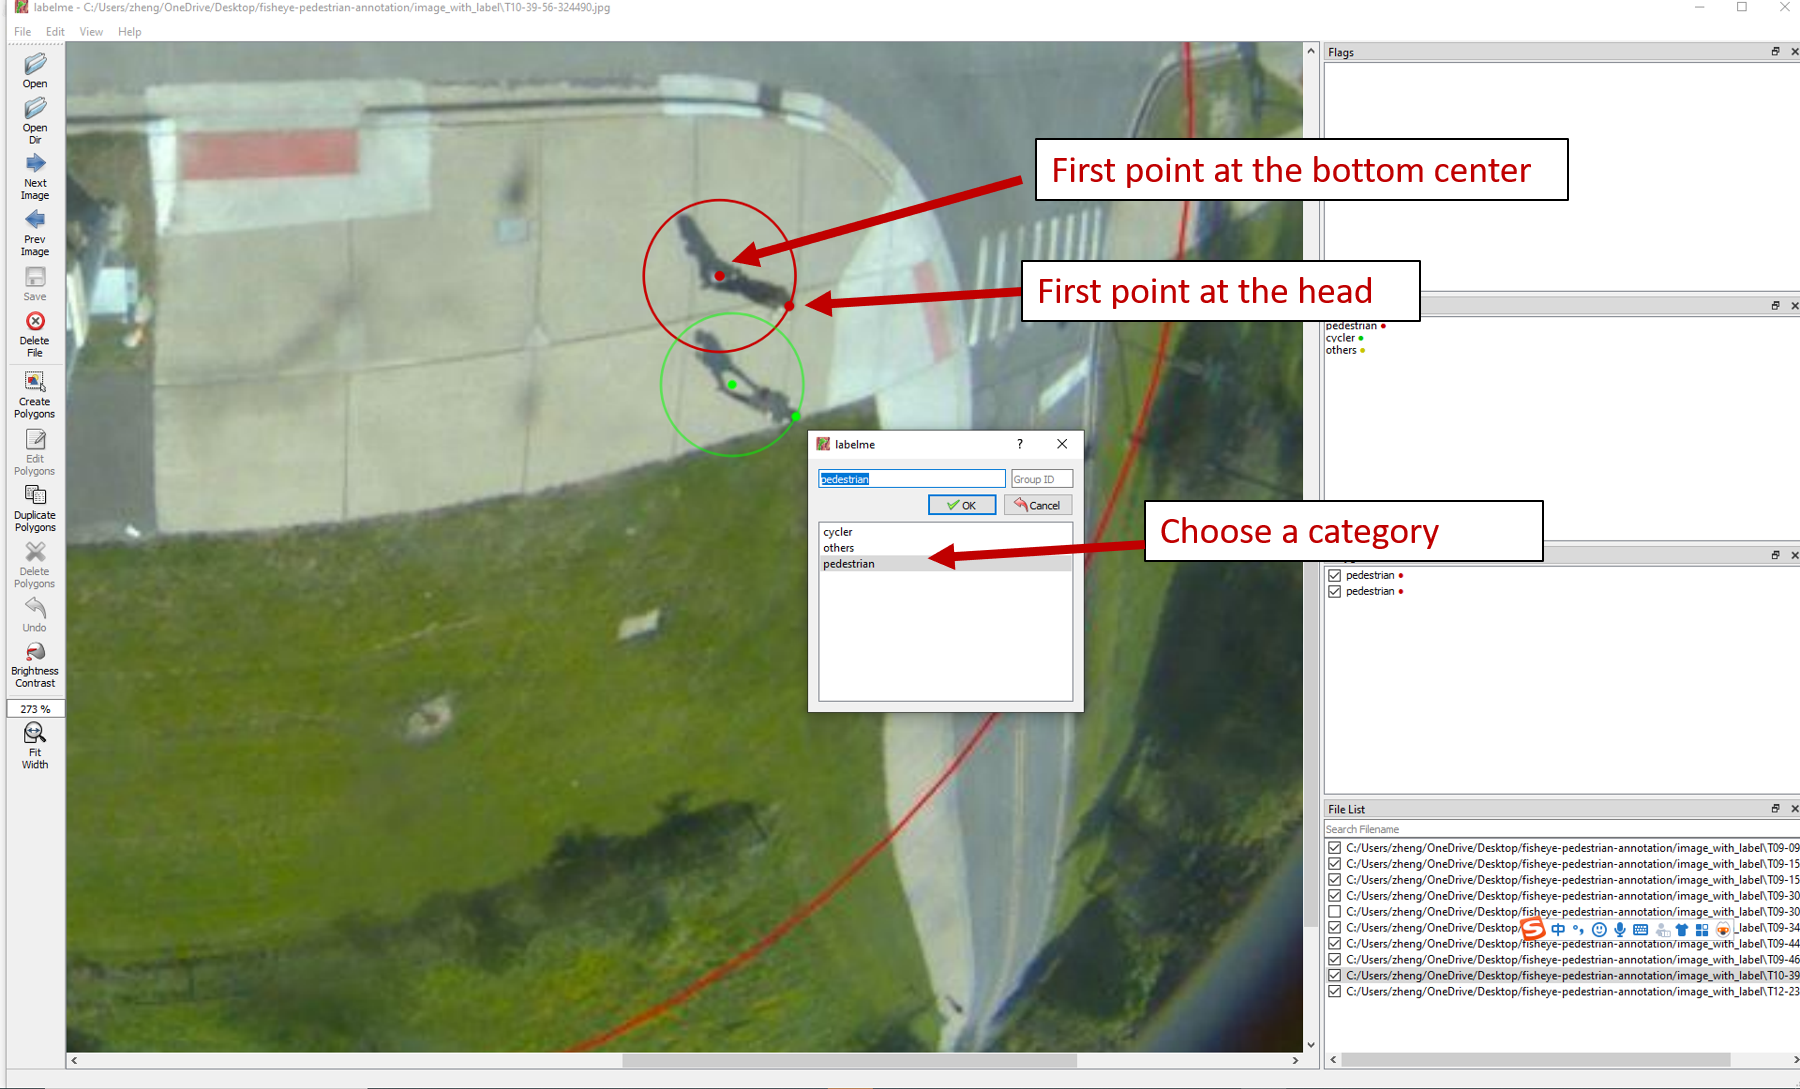 labelme - C:/Users/zheng/OneDrive/Desktop/fisheye-pedestrian-annotation/image_with_label\T10-39-56-324490.jpg
File Edit View Help
Open
Open
Dir
Next
Image
Prev
Image
Save
Delete
File
Create
Polygons
Edit
Polygons
Duplicate
Polygons
Delete
Polygons
Undo
Brightness
Contrast
273 %
Fit
Width
First point at the bottom center
First point at the head
Choose a category
labelme
?
pedestrian
Group ID
OK
Cancel
cycler
others
pedestrian
Flags
pedestrian
cycler
others
pedestrian
pedestrian
File List
Search Filename
C:/Users/zheng/OneDrive/Desktop/fisheye-pedestrian-annotation/image_with_label\T09-09
C:/Users/zheng/OneDrive/Desktop/fisheye-pedestrian-annotation/image_with_label\T09-15
C:/Users/zheng/OneDrive/Desktop/fisheye-pedestrian-annotation/image_with_label\T09-15
C:/Users/zheng/OneDrive/Desktop/fisheye-pedestrian-annotation/image_with_label\T09-30
C:/Users/zheng/OneDrive/Desktop/fisheye-pedestrian-annotation/image_with_label\T09-30
C:/Users/zheng/OneDrive/Desktop/fisheye-pedestrian _label\T09-34
S 中
C:/Users/zheng/OneDrive/Desktop/fisheye-pedestrian-annotation/image_with_label\T09-44
C:/Users/zheng/OneDrive/Desktop/fisheye-pedestrian-annotation/image_with_label\T09-46
C:/Users/zheng/OneDrive/Desktop/fisheye-pedestrian-annotation/image_with_label\T10-39
C:/Users/zheng/OneDrive/Desktop/fisheye-pedestrian-annotation/image_with_label\T12-23